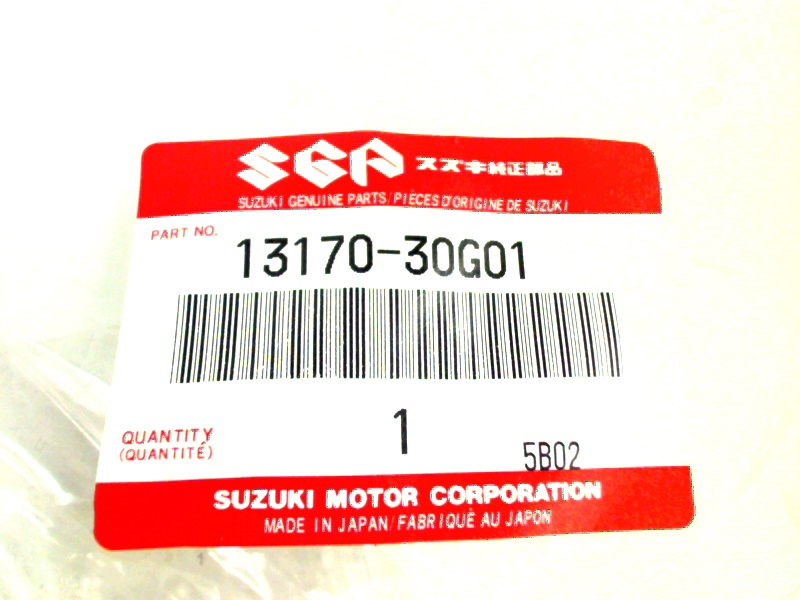 SGP スズキ純正部品
SUZUKI GENUINE PARTS/PIÈCES D'ORIGINE DE SUZUKI
PART NO. 13170-30G01
QUANTITY 1
(QUANTITÉ) 5B02
SUZUKI MOTOR CORPORATION
MADE IN JAPAN/FABRIQUÉ AU JAPON